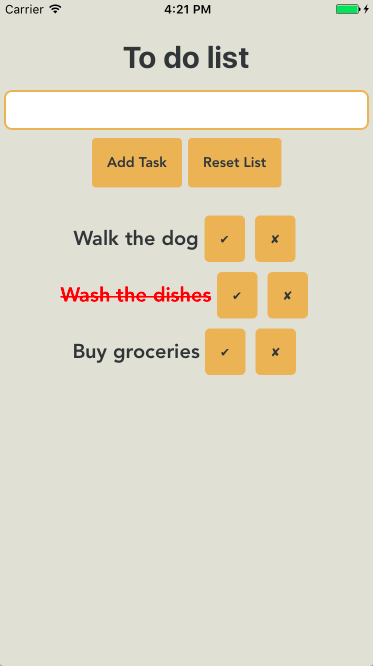 Carrier 4:21 PM
To do list
Add Task Reset List
Walk the dog ✔ ✘
Wash the dishes ✔ ✘
Buy groceries ✔ ✘